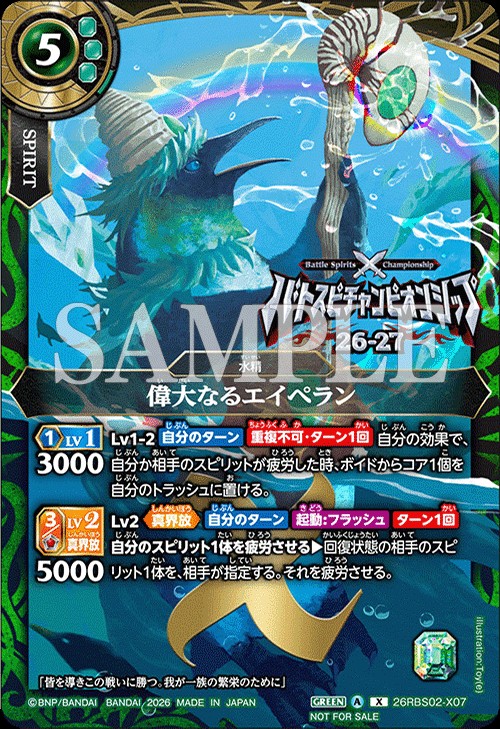 5
SPIRIT
Battle Spirits Championship
バトスピチャンピオンシップ
26-27
SAMPLE
水精
偉大なるエイペラン
1 LV1
3000
Lv1-2 自分のターン 重複不可・ターン1回 自分の効果で、
自分か相手のスピリットが疲労した時、ボイドからコア1個を
自分のトラッシュに置ける。
3 LV2
真界放
5000
Lv2 真界放 自分のターン 起動:フラッシュ ターン1回
自分のスピリット1体を疲労させる▶回復状態の相手のスピ
リット1体を、相手が指定する。それを疲労させる。
「皆を導きこの戦いに勝つ。我が一族の繁栄のために」
illustration:Toy(e)
©BNP/BANDAI BANDAI 2026 MADE IN JAPAN
GREEN A X 26RBS02-X07
NOT FOR SALE